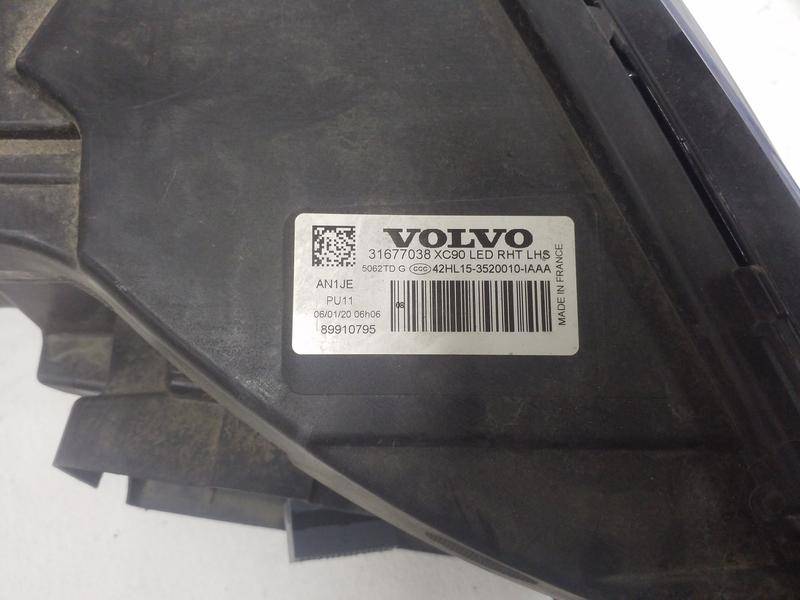 VOLVO
31677038 XC90 LED RHT LHS
5062TD G CCC 42HL15-3520010-IAAA
AN1JE
PU11
06/01/20 06h06
89910795
08
MADE IN FRANCE